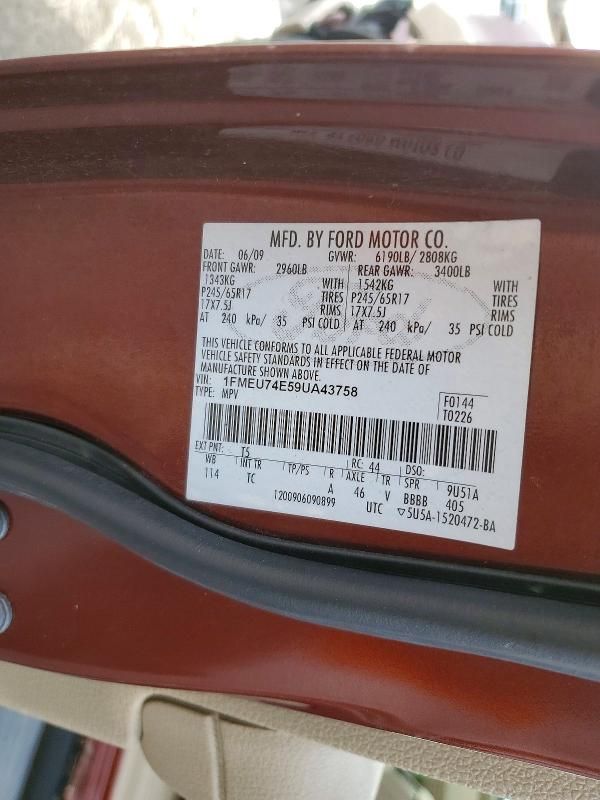 MFD. BY FORD MOTOR CO.
DATE: 06/09 GVWR: 6190LB/ 2808KG
FRONT GAWR: 2960LB REAR GAWR: 3400LB
1343KG WITH 1542KG WITH
P245/65R17 TIRES P245/65R17 TIRES
17X7.5J RIMS 17X7.5J RIMS
AT 240 kPa/ 35 PSI COLD AT 240 kPa/ 35 PSI COLD
THIS VEHICLE CONFORMS TO ALL APPLICABLE FEDERAL MOTOR
VEHICLE SAFETY STANDARDS IN EFFECT ON THE DATE OF
MANUFACTURE SHOWN ABOVE.
VIN: 1FMEU74E59UA43758 F0144
TYPE: MPV T0226
EXT PNT: T5 RC: 44 DSO:
WB INT TR TP/PS R AXLE TR SPR 9U51A
114 TC A 46 V BBBB 405
1200906090899 UTC ▽5U5A-1520472-BA